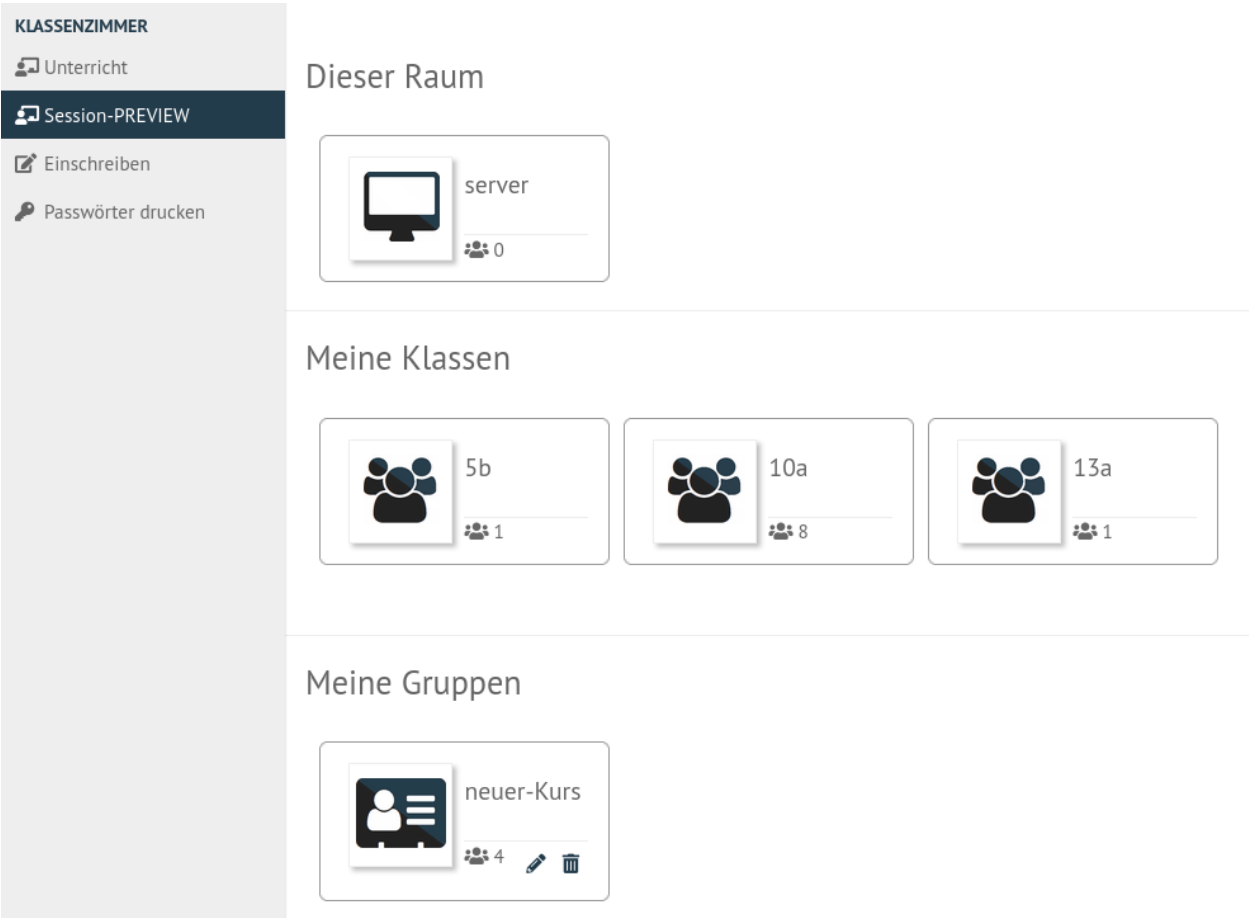 KLASSENZIMMER
Unterricht
Session-PREVIEW
Einschreiben
Passwörter drucken
Dieser Raum
server
0
Meine Klassen
5b
1
10a
8
13a
1
Meine Gruppen
neuer-Kurs
4